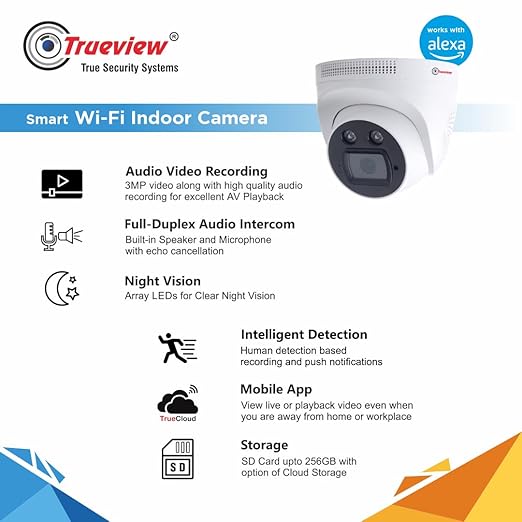 Trueview®
True Security Systems
works with
alexa
Trueview
Smart Wi-Fi Indoor Camera
Audio Video Recording
3MP video along with high quality audio
recording for excellent AV Playback
Full-Duplex Audio Intercom
Built-in Speaker and Microphone
with echo cancellation
Night Vision
Array LEDs for Clear Night Vision
Intelligent Detection
Human detection based
recording and push notifications
Mobile App
View live or playback video even when
you are away from home or workplace
TrueCloud
Storage
SD Card upto 256GB with
option of Cloud Storage
SD